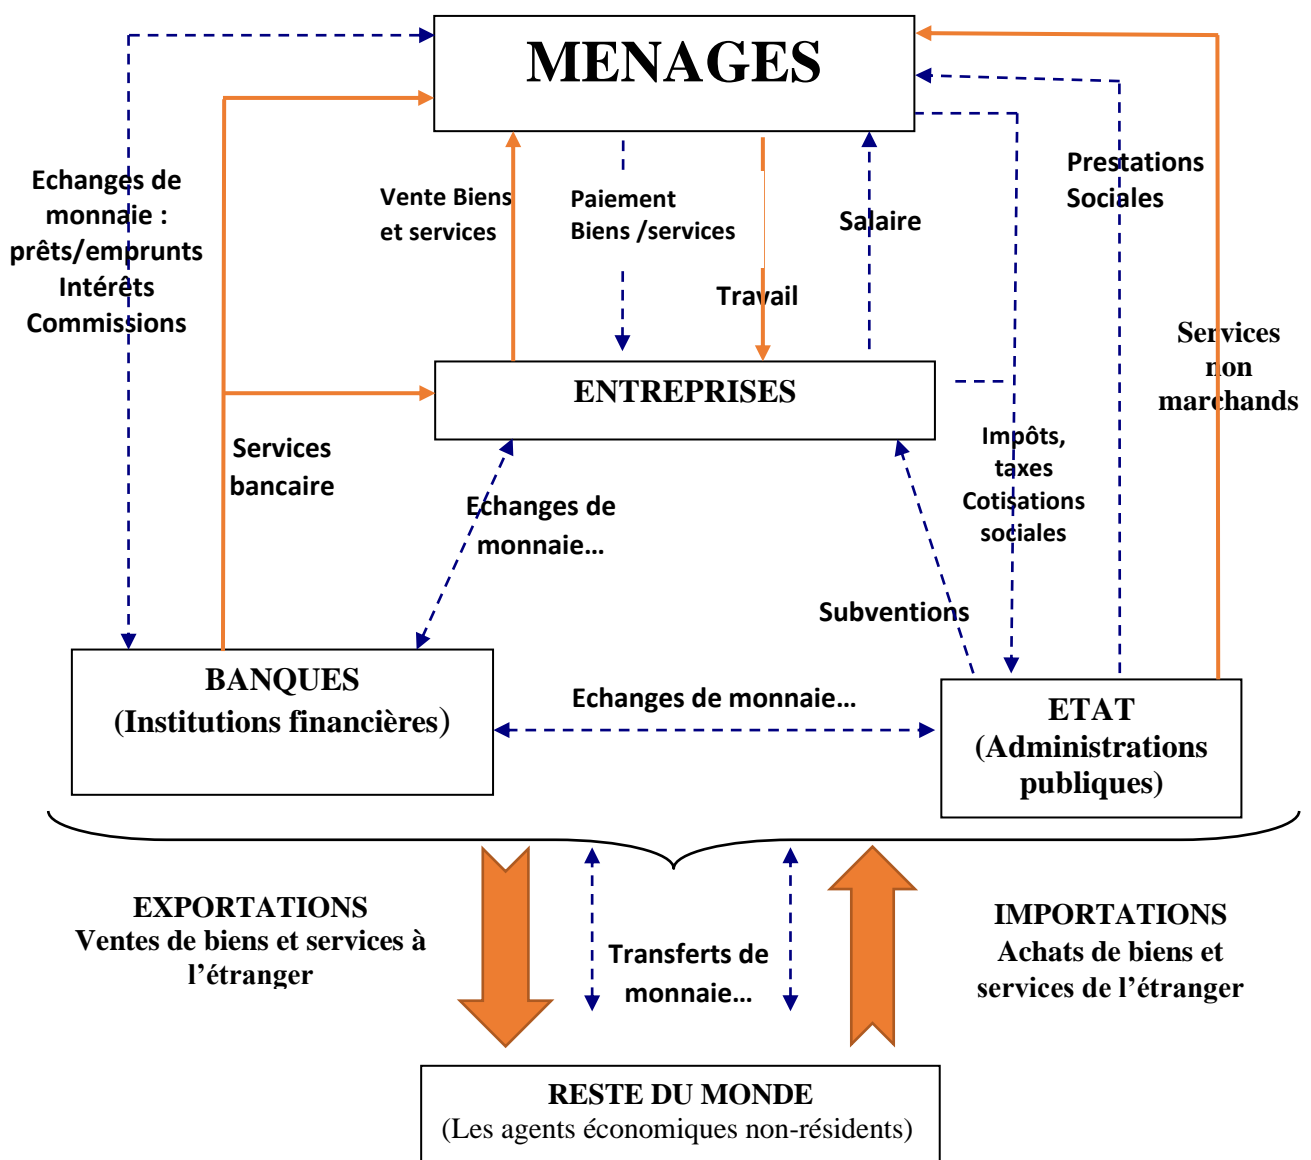 MENAGES
Echanges de
monnaie :
prêts/emprunts
Intérêts
Commissions
Vente Biens
et services
Paiement
Biens /services
Travail
Salaire
Prestations
Sociales
Services
non
marchands
ENTREPRISES
Services
bancaire
Echanges de
monnaie...
Impôts,
taxes
Cotisations
sociales
Subventions
BANQUES
(Institutions financières)
Echanges de monnaie...
ETAT
(Administrations
publiques)
EXPORTATIONS
Ventes de biens et services à
l’étranger
Transferts de
monnaie...
IMPORTATIONS
Achats de biens et
services de l’étranger
RESTE DU MONDE
(Les agents économiques non-résidents)